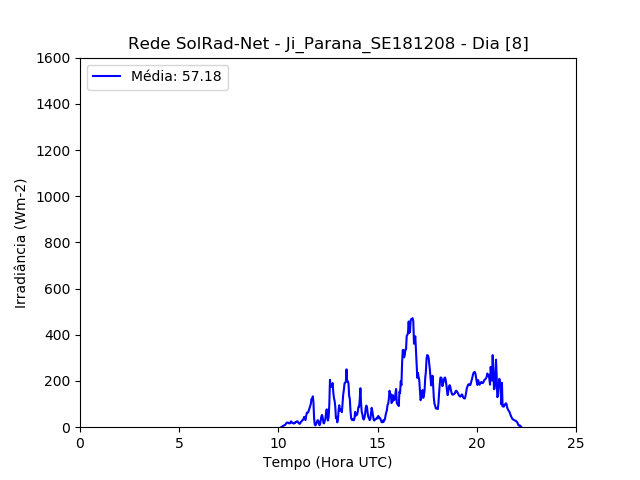 Rede SolRad-Net - Ji_Parana_SE181208 - Dia [8]
Média: 57.18
1600
1400
1200
1000
800
600
400
200
0
Irradiância (Wm-2)
0 5 10 15 20 25
Tempo (Hora UTC)